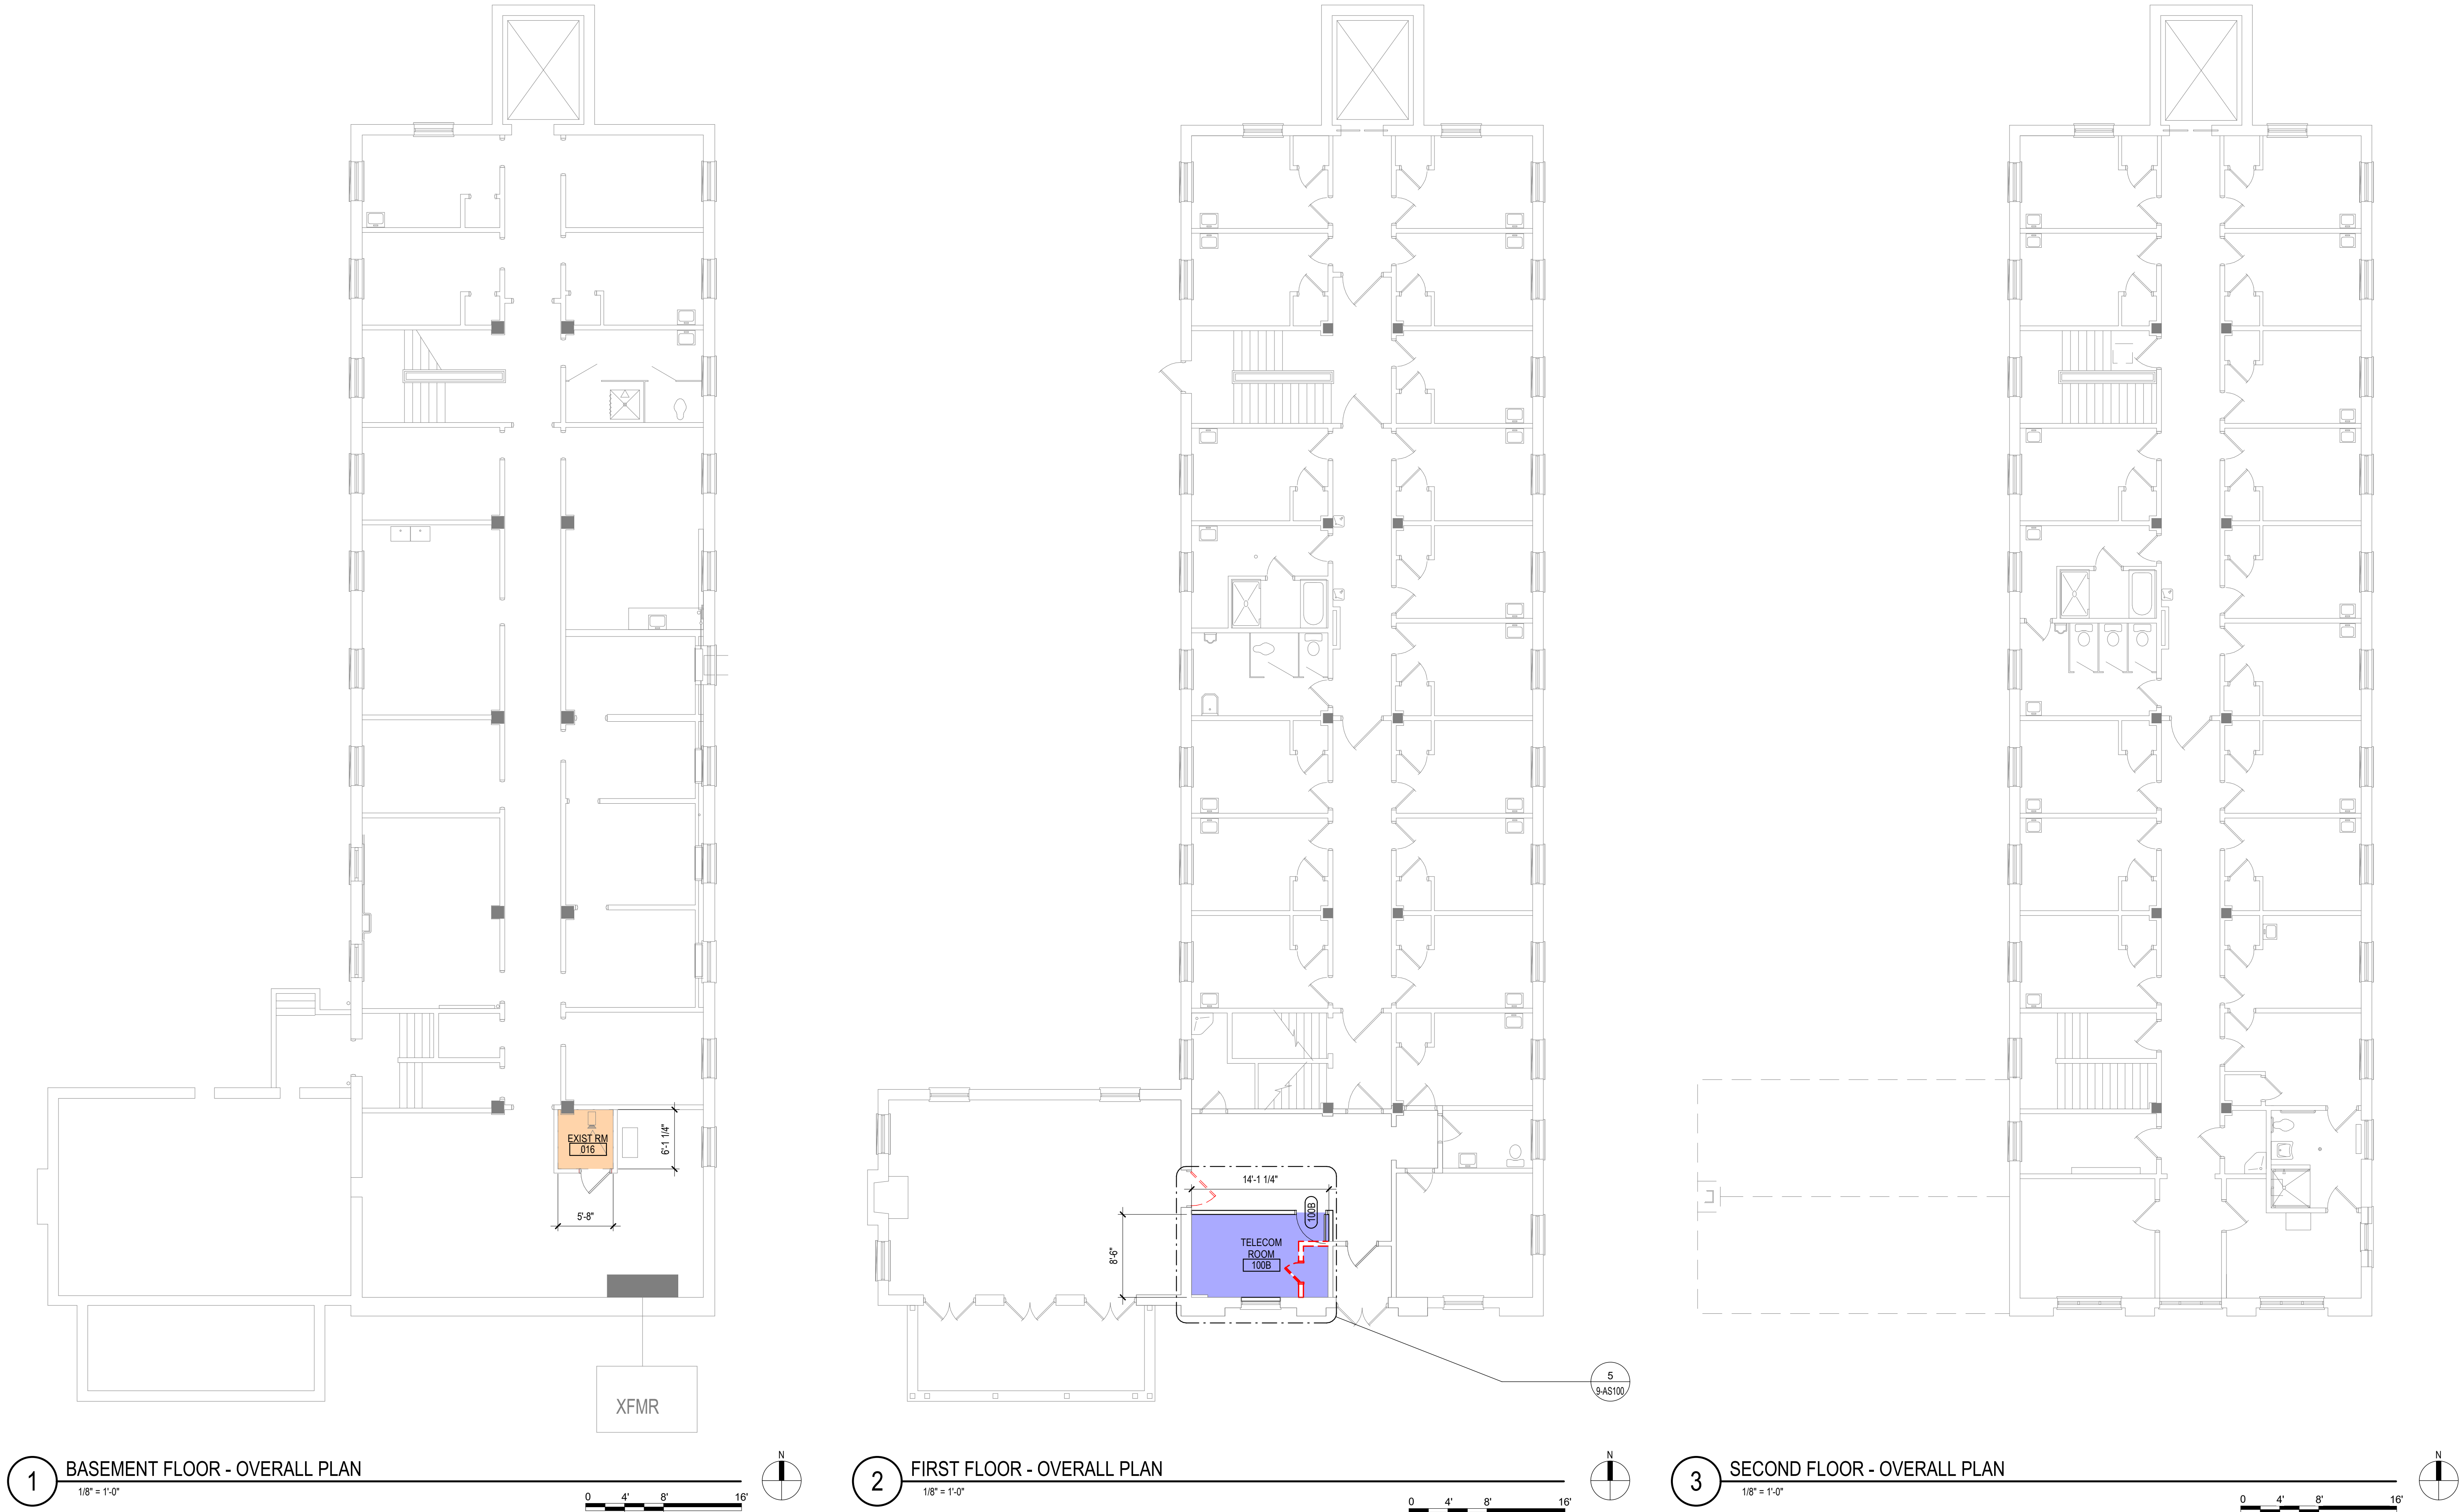 EXIST RM
016
6'-1 1/4"
5'-8"
XFMR
1
BASEMENT FLOOR - OVERALL PLAN
1/8" = 1'-0"
0 4' 8' 16'
N
14'-1 1/4"
100B
8'-6"
TELECOM
ROOM
100B
5
9-AS100
2
FIRST FLOOR - OVERALL PLAN
1/8" = 1'-0"
0 4' 8' 16'
N
3
SECOND FLOOR - OVERALL PLAN
1/8" = 1'-0"
0 4' 8' 16'
N